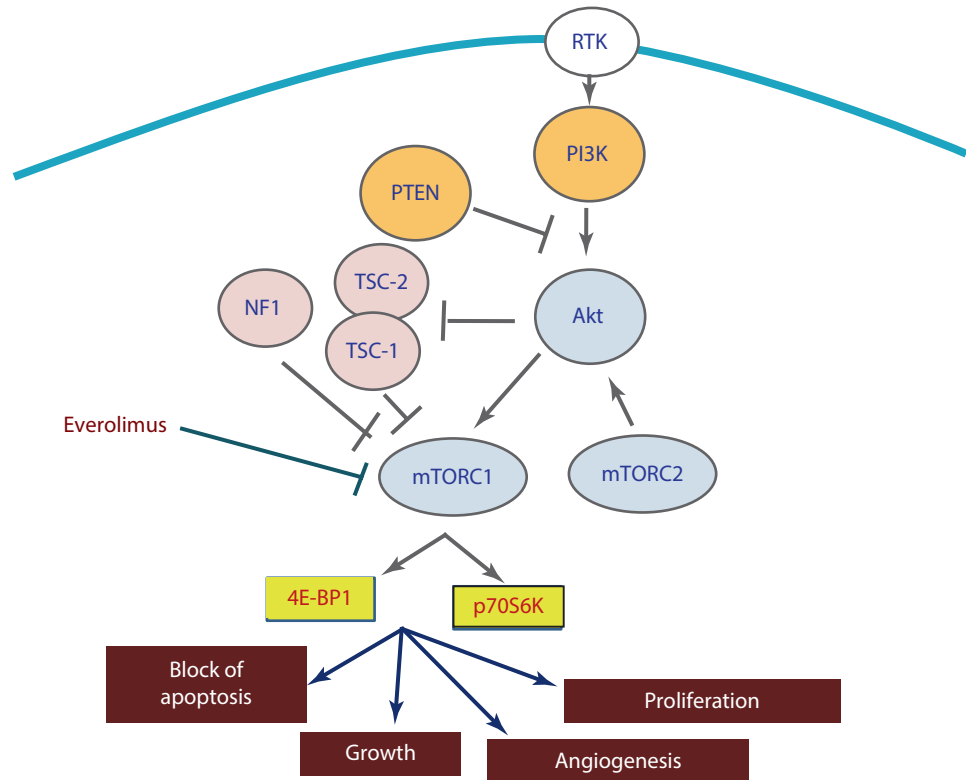 RTK
PI3K
PTEN
TSC-2
NF1
Akt
TSC-1
Everolimus
mTORC1
mTORC2
4E-BP1
p70S6K
Block of
apoptosis
Proliferation
Growth
Angiogenesis